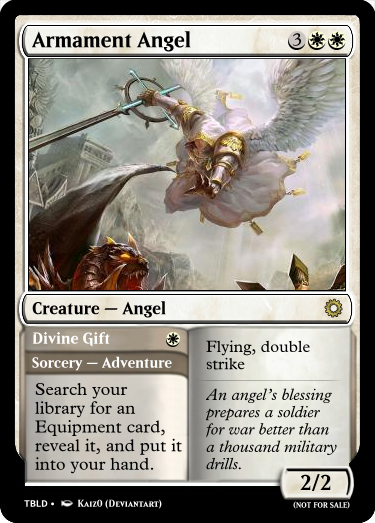 Armament Angel 3
Creature — Angel
Divine Gift
Sorcery — Adventure
Search your
library for an
Equipment card,
reveal it, and put it
into your hand.
Flying, double
strike
An angel's blessing
prepares a soldier
for war better than
a thousand military
drills.
2/2
TBLD • Kaiz0 (Deviantart)
(NOT FOR SALE)